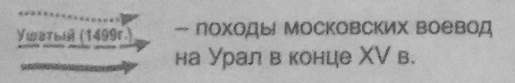 Ушатый (1499г.)
– походы московских воевод
на Урал в конце XV в.